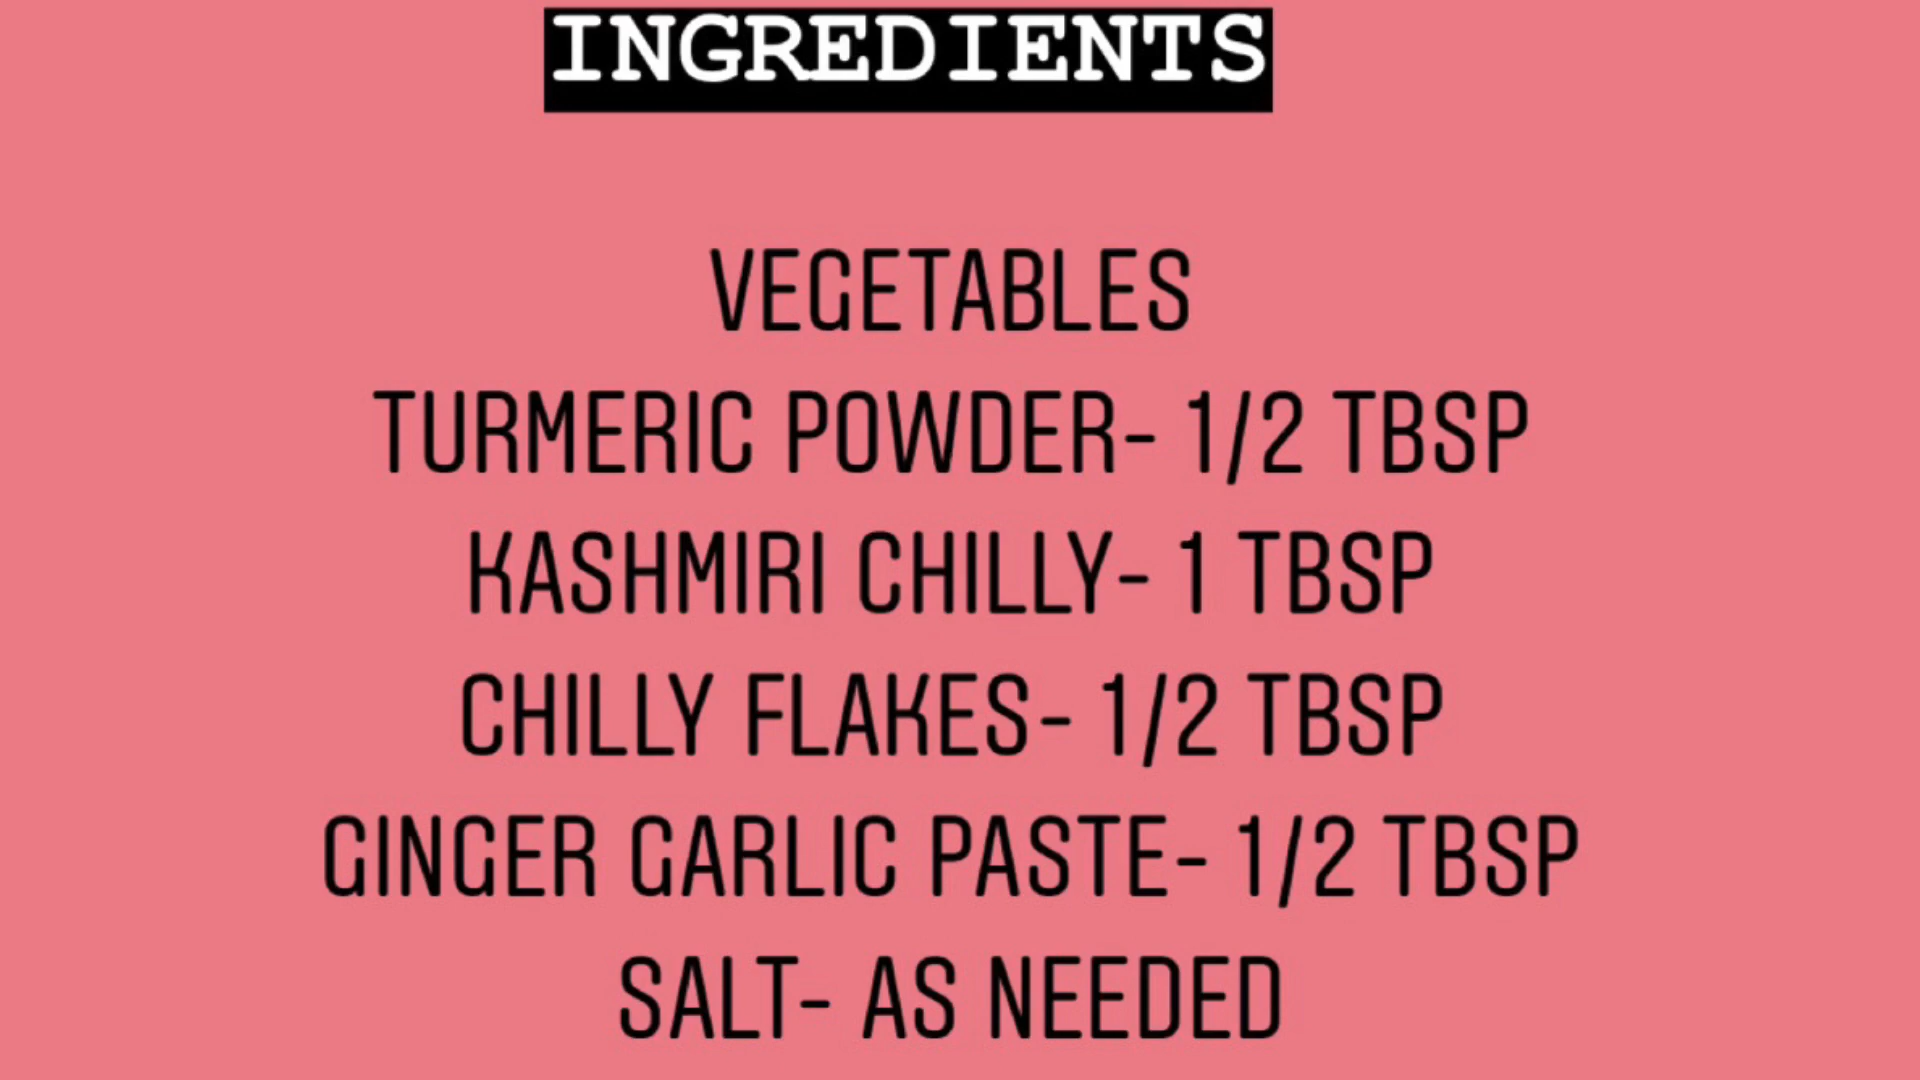 INGREDIENTS
VEGETABLES
TURMERIC POWDER- 1/2 TBSP
KASHMIRI CHILLY- 1 TBSP
CHILLY FLAKES- 1/2 TBSP
GINGER GARLIC PASTE- 1/2 TBSP
SALT- AS NEEDED